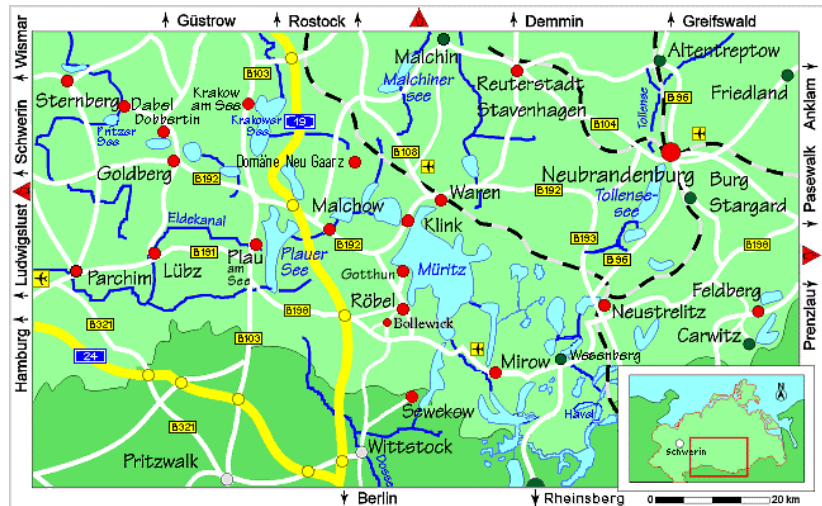 Güstrow
Rostock
Demmin
Greifswald
Wismar
Schwerin
Ludwigslust
Hamburg
Anklam
Pasewalk
Prenzlau
Malchin
Altentreptow
B103
Malchiner
see
Reuterstadt
Stavenhagen
Tollense
Friedland
Sternberg
Dabel
Dobbertin
Krakow
am See
B96
Pritzer
See
Krakower
See
19
B104
Domäne Neu Gaarz
B108
Goldberg
B192
Neubrandenburg
Waren
B192
Tollense-
see
Burg
Stargard
Malchow
Klink
Eldekanal
B192
B193
B198
B191
Plau
am
See
Plauer
See
Müritz
B96
Parchim
Lübz
Gotthun
Röbel
B198
Feldberg
Neustrelitz
Bollewick
B321
B103
Carwitz
24
Mirow
Wesenberg
Sewekow
Havel
B321
Wittstock
Pritzwalk
Dosse
N
Schwerin
Berlin
Rheinsberg
0
20 km